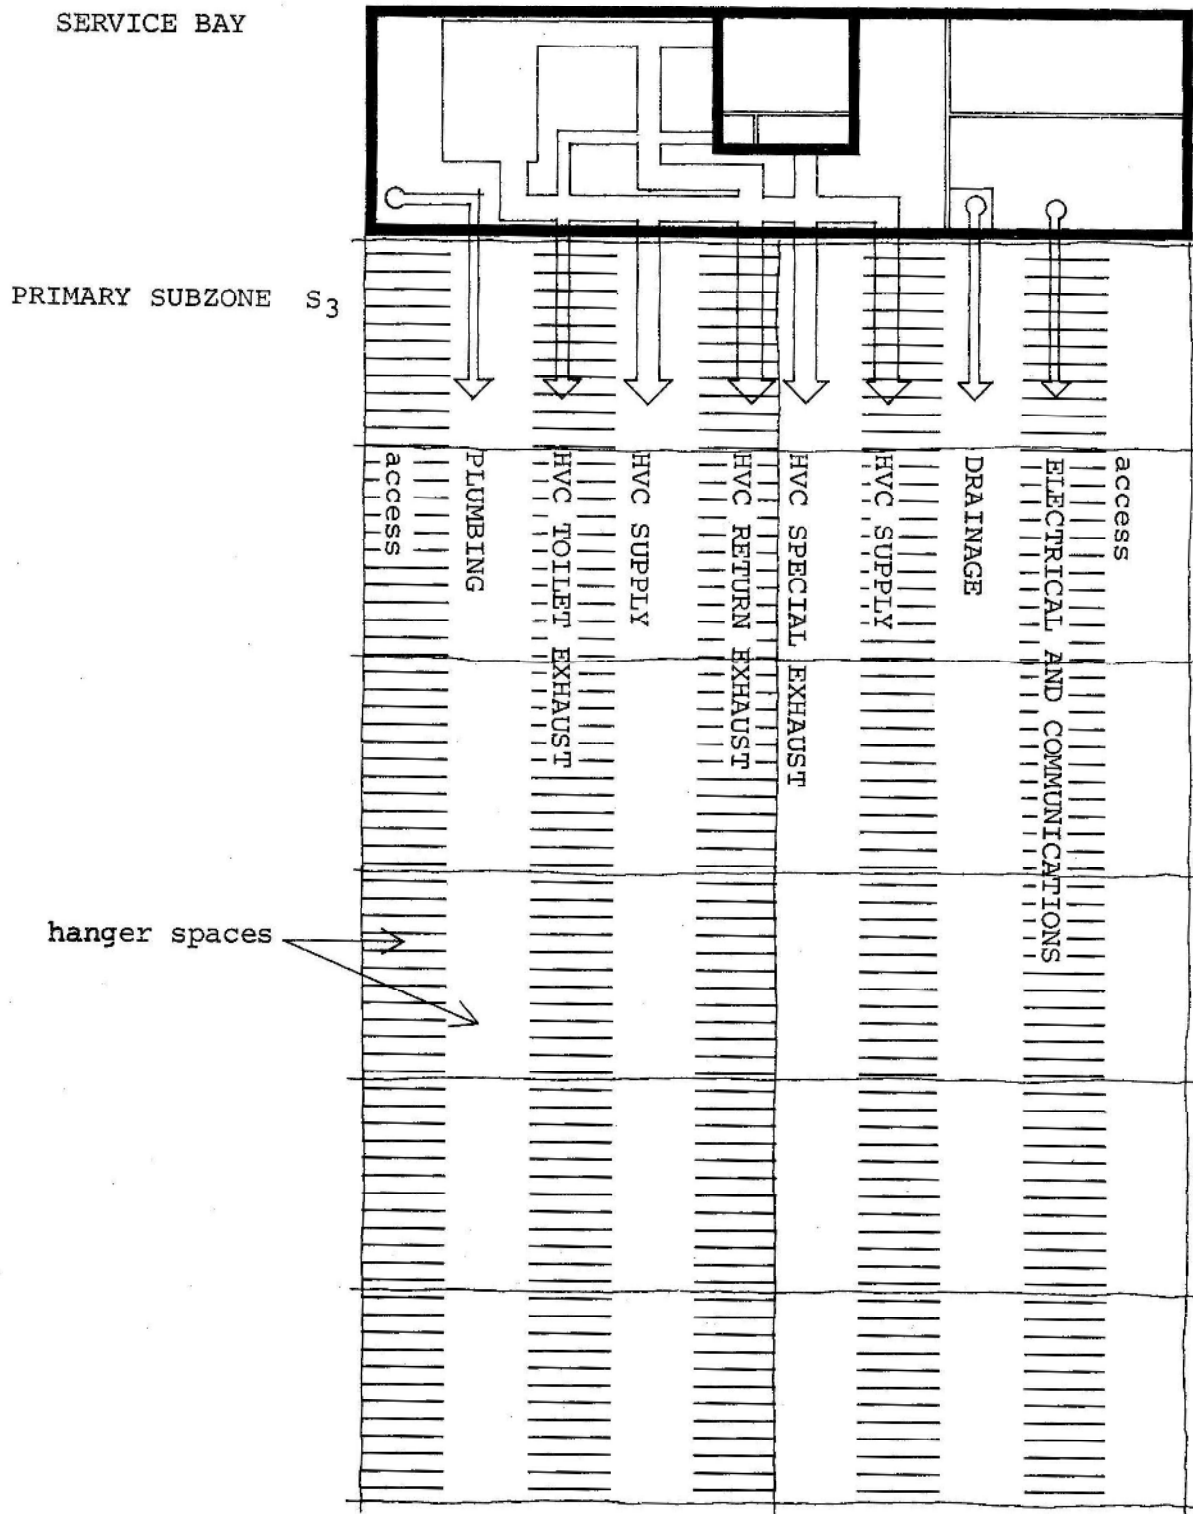 SERVICE BAY
PRIMARY SUBZONE S3
access
PLUMBING
HVC TOILET EXHAUST
HVC SUPPLY
HVC RETURN EXHAUST
HVC SPECIAL EXHAUST
HVC SUPPLY
DRAINAGE
ELECTRICAL AND COMMUNICATIONS
access
hanger spaces